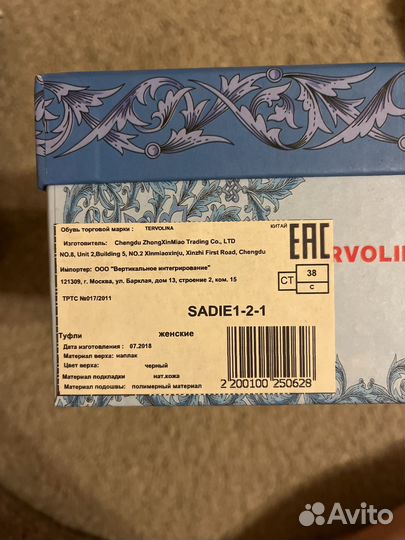 Обувь торговой марки : TERVOLINA КИТАЙ
Изготовитель: Chengdu ZhongXinMiao Trading Co., LTD
NO.8, Unit 2,Building 5, NO.2 Xinmiaoxinju, Xinzhi First Road, Chengdu
EAC
Импортер: ООО "Вертикальное интегрирование"
121309, г. Москва, ул. Барклая, дом 13, строение 2, ком. 15
СТ 38
с
ТРТС №017/2011
RVOLIN
SADIE1-2-1
Туфли женские
Дата изготовления : 07.2018
Материал верха: наплак
Цвет верха: черный
Материал подкладки нат.кожа
Материал подошвы: полимерный материал
2 200100 250628
Avito